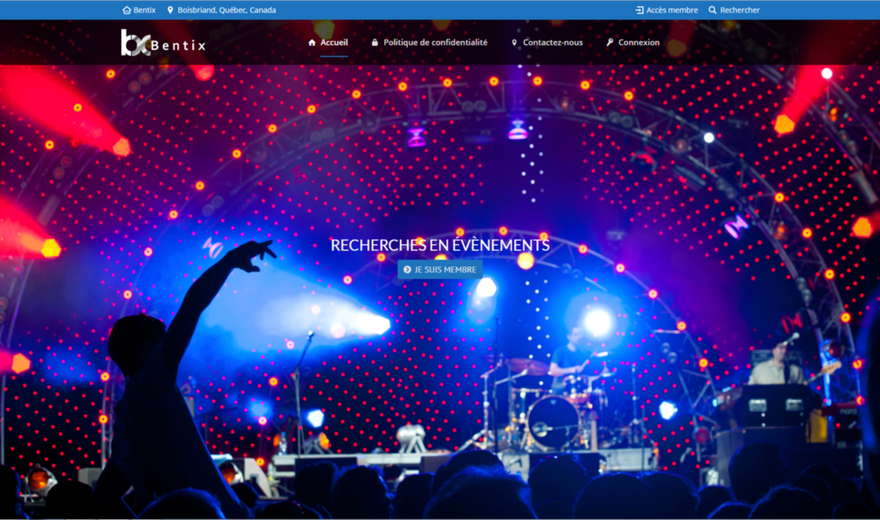 Bentix Boisbriand, Québec, Canada Accès membre Rechercher
bx Bentix Accueil Politique de confidentialité Contactez-nous Connexion
RECHERCHES EN ÉVÈNEMENTS
JE SUIS MEMBRE